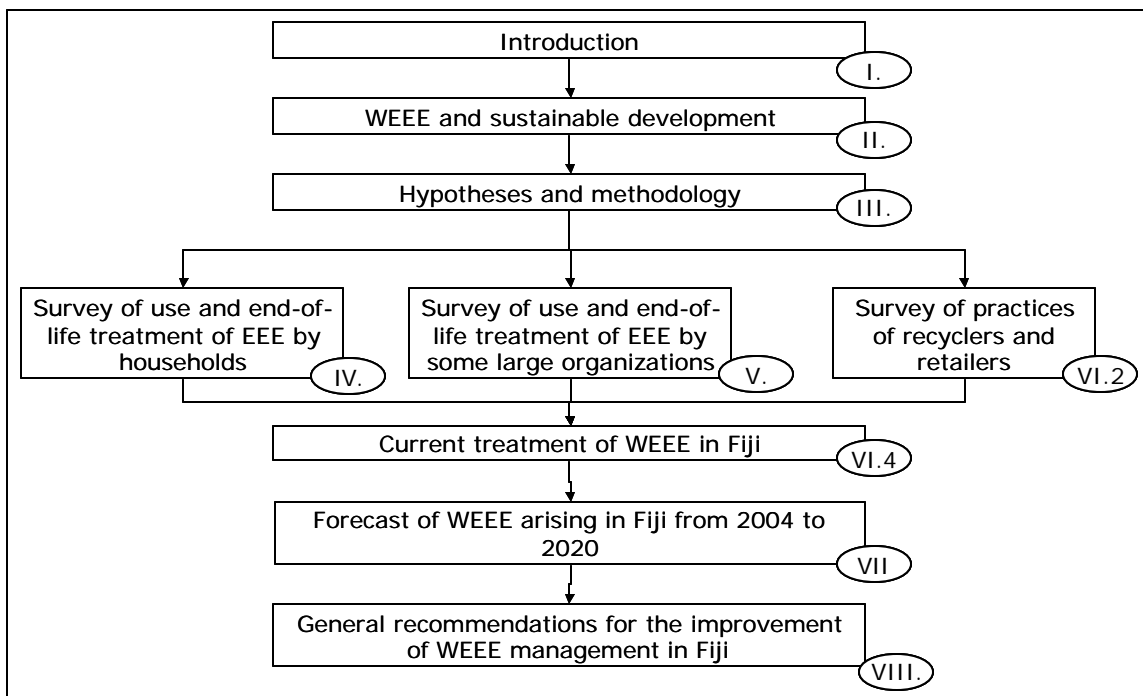 Introduction
I.
WEEE and sustainable development
II.
Hypotheses and methodology
III.
Survey of use and end-of-
life treatment of EEE by
households
IV.
Survey of use and end-of-
life treatment of EEE by
some large organizations
V.
Survey of practices
of recyclers and
retailers
VI.2
Current treatment of WEEE in Fiji
VI.4
Forecast of WEEE arising in Fiji from 2004 to
2020
VII
General recommendations for the improvement
of WEEE management in Fiji
VIII.